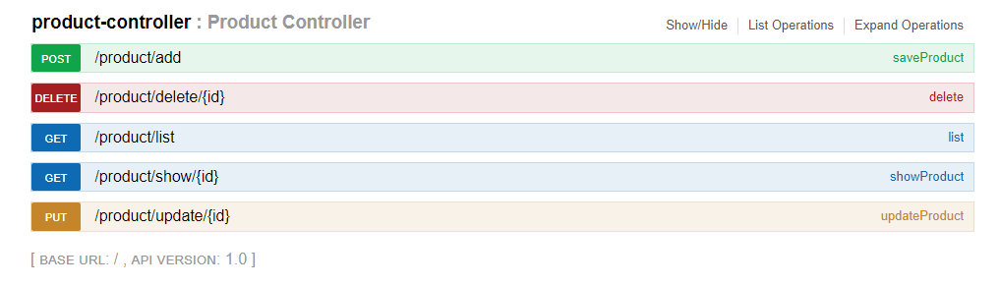 product-controller : Product Controller Show/Hide List Operations Expand Operations
POST /product/add saveProduct
DELETE /product/delete/{id} delete
GET /product/list list
GET /product/show/{id} showProduct
PUT /product/update/{id} updateProduct
[ BASE URL: / , API VERSION: 1.0 ]